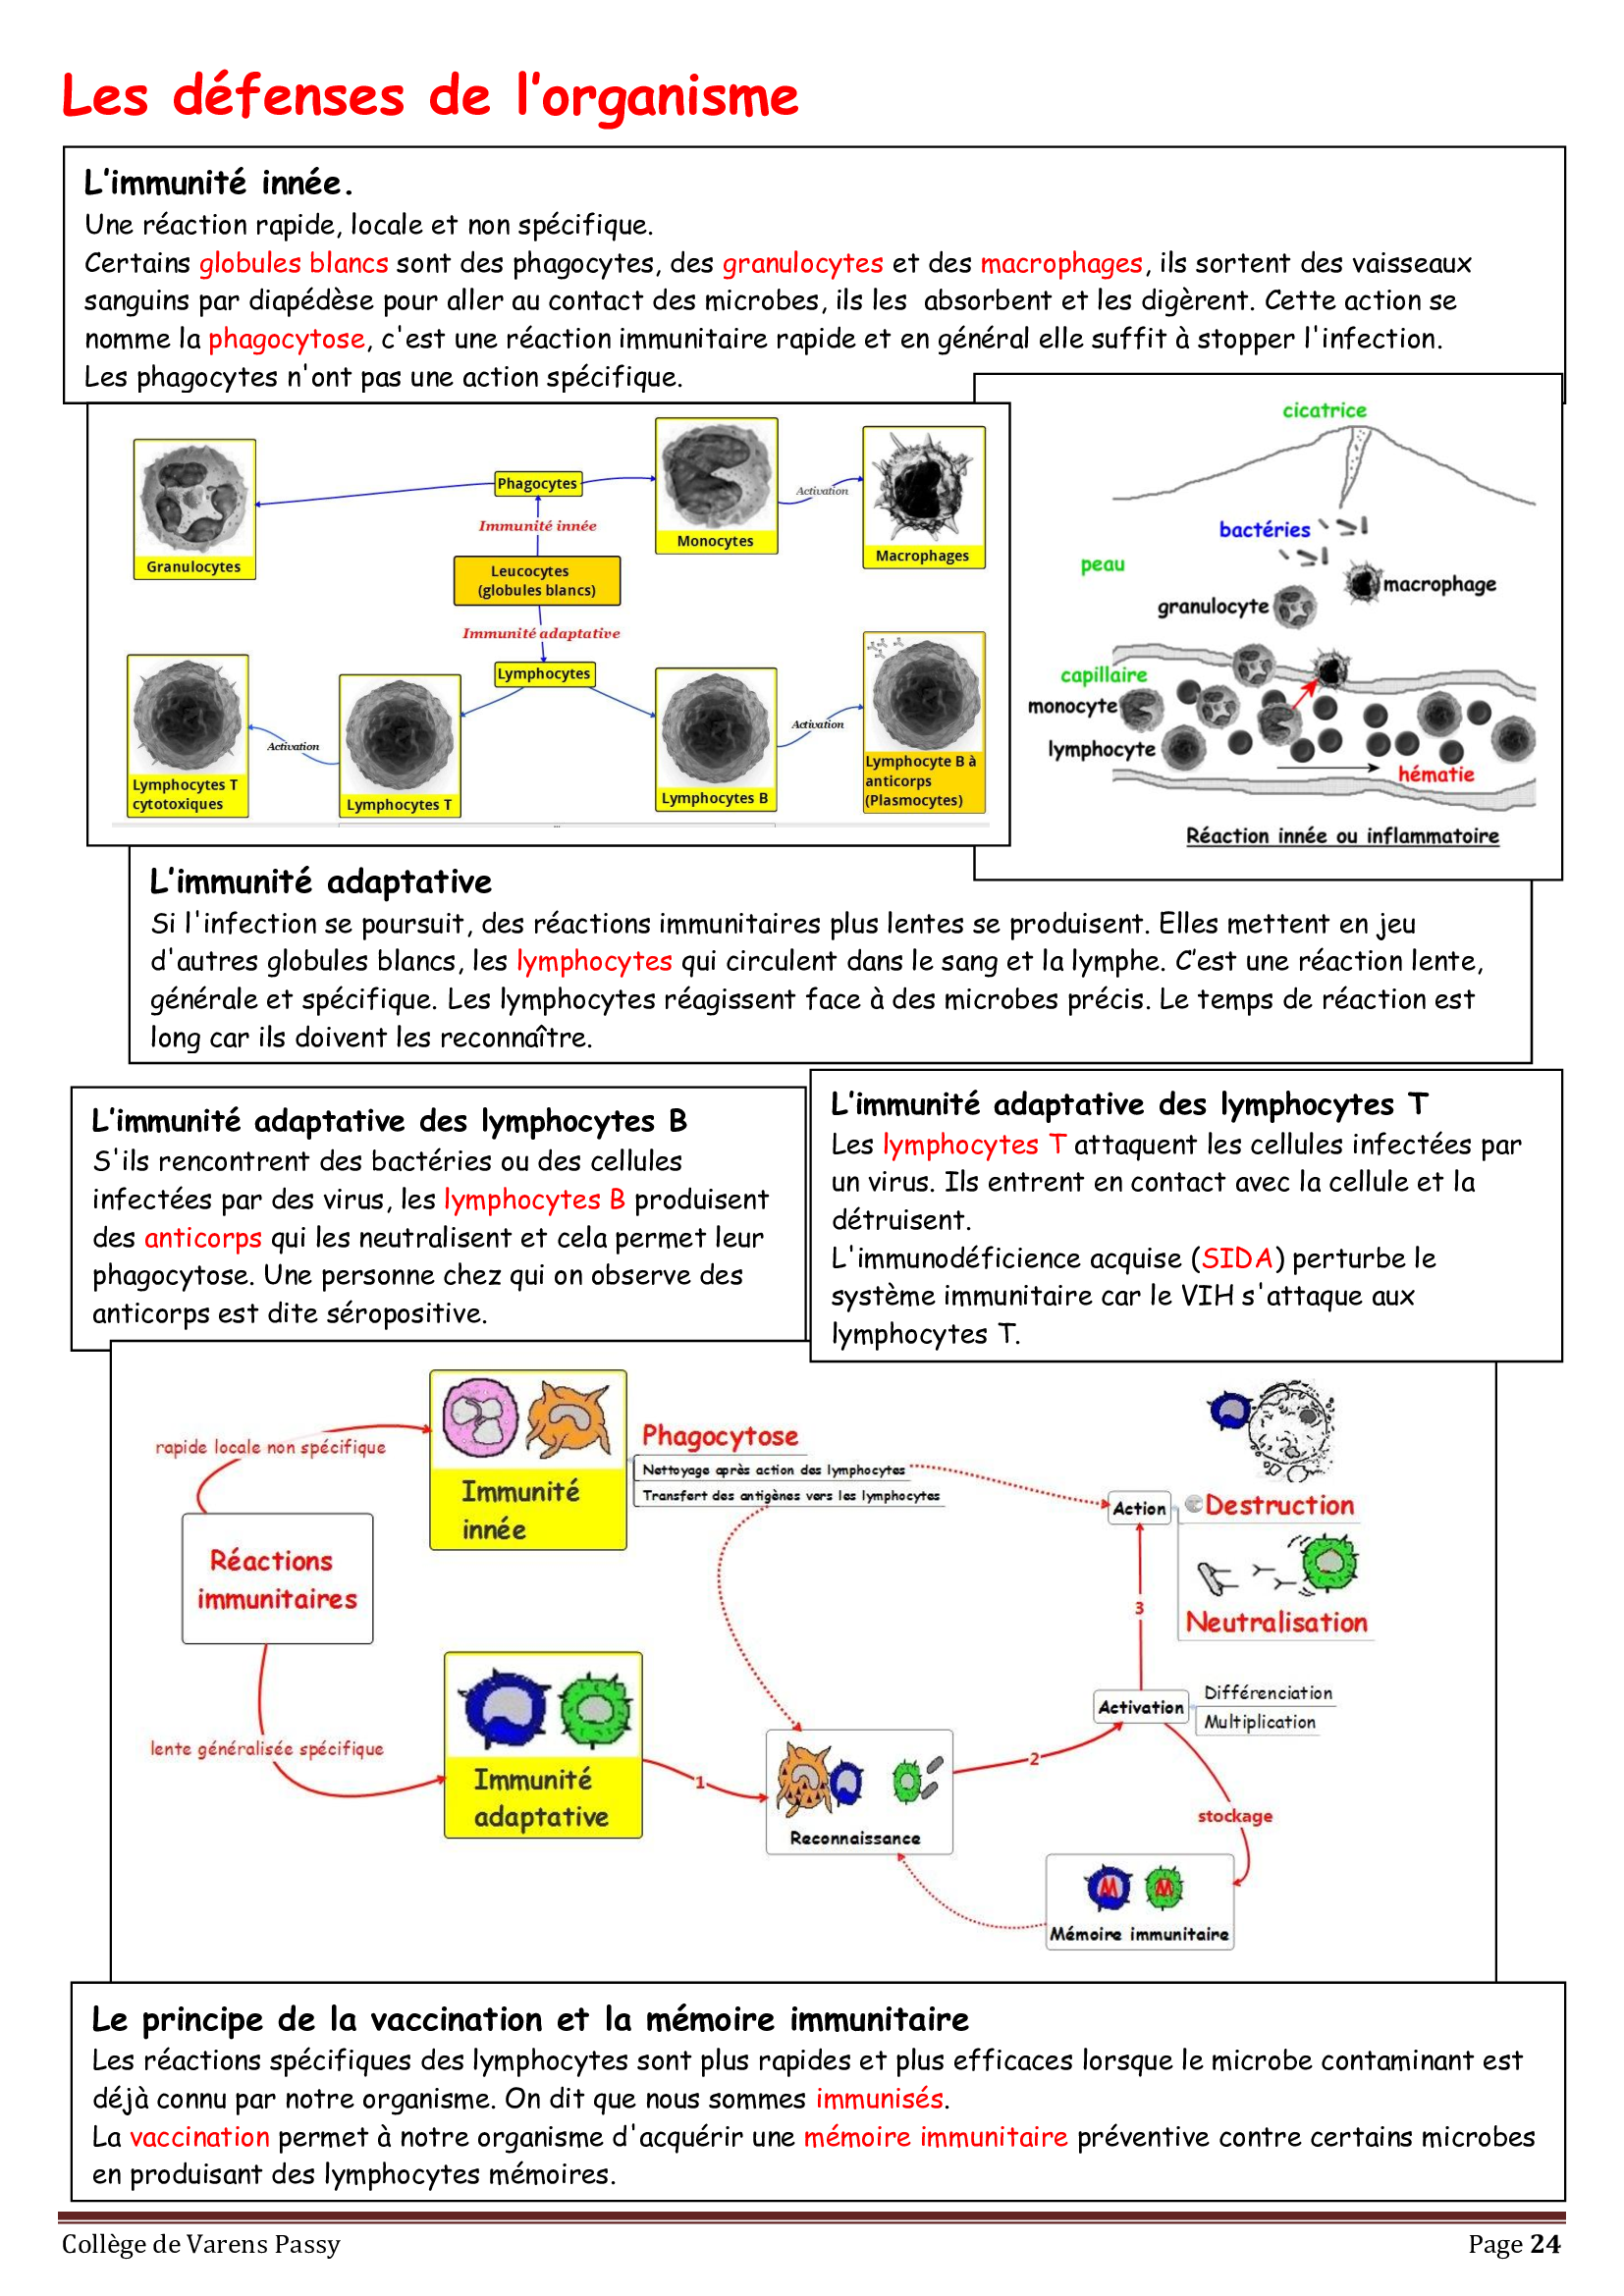 Les défenses de l'organisme
L'immunité innée.
Une réaction rapide, locale et non spécifique.
Certains globules blancs sont des phagocytes, des granulocytes et des macrophages, ils sortent des vaisseaux
sanguins par diapédèse pour aller au contact des microbes, ils les absorbent et les digèrent. Cette action se
nomme la phagocytose, c'est une réaction immunitaire rapide et en général elle suffit à stopper l'infection.
Les phagocytes n'ont pas une action spécifique.
Granulocytes
Phagocytes
Immunité innée
Monocytes
Activation
Macrophages
Leucocytes
(globules blancs)
Immunité adaptative
Lymphocytes
Lymphocytes T
cytotoxiques
Activation
Lymphocytes T
Lymphocytes B
Activation
Lymphocyte B à
anticorps
(Plasmocytes)
cicatrice
bactéries
peau
macrophage
granulocyte
capillaire
monocyte
lymphocyte
hématie
Réaction innée ou inflammatoire
L'immunité adaptative
Si l'infection se poursuit, des réactions immunitaires plus lentes se produisent. Elles mettent en jeu
d'autres globules blancs, les lymphocytes qui circulent dans le sang et la lymphe. C'est une réaction lente,
générale et spécifique. Les lymphocytes réagissent face à des microbes précis. Le temps de réaction est
long car ils doivent les reconnaître.
L'immunité adaptative des lymphocytes B
S'ils rencontrent des bactéries ou des cellules
infectées par des virus, les lymphocytes B produisent
des anticorps qui les neutralisent et cela permet leur
phagocytose. Une personne chez qui on observe des
anticorps est dite séropositive.
L'immunité adaptative des lymphocytes T
Les lymphocytes T attaquent les cellules infectées par
un virus. Ils entrent en contact avec la cellule et la
détruisent.
L'immunodéficience acquise (SIDA) perturbe le
système immunitaire car le VIH s'attaque aux
lymphocytes T.
rapide locale non spécifique
Immunité
innée
Phagocytose
Nettoyage après action des lymphocytes
Transfert des antigènes vers les lymphocytes
Action
Destruction
Neutralisation
Réactions
immunitaires
3
lente généralisée spécifique
Immunité
adaptative
1
Reconnaissance
2
Activation
Différenciation
Multiplication
stockage
M M
Mémoire immunitaire
Le principe de la vaccination et la mémoire immunitaire
Les réactions spécifiques des lymphocytes sont plus rapides et plus efficaces lorsque le microbe contaminant est
déjà connu par notre organisme. On dit que nous sommes immunisés.
La vaccination permet à notre organisme d'acquérir une mémoire immunitaire préventive contre certains microbes
en produisant des lymphocytes mémoires.
Collège de Varens Passy
Page 24